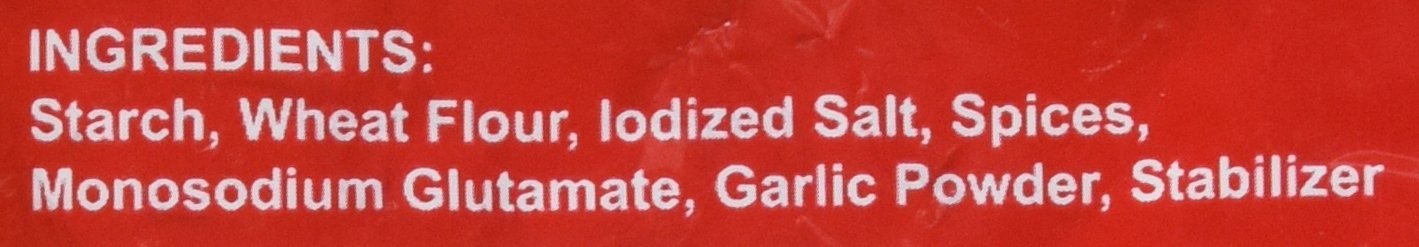 INGREDIENTS:
Starch, Wheat Flour, Iodized Salt, Spices,
Monosodium Glutamate, Garlic Powder, Stabilizer